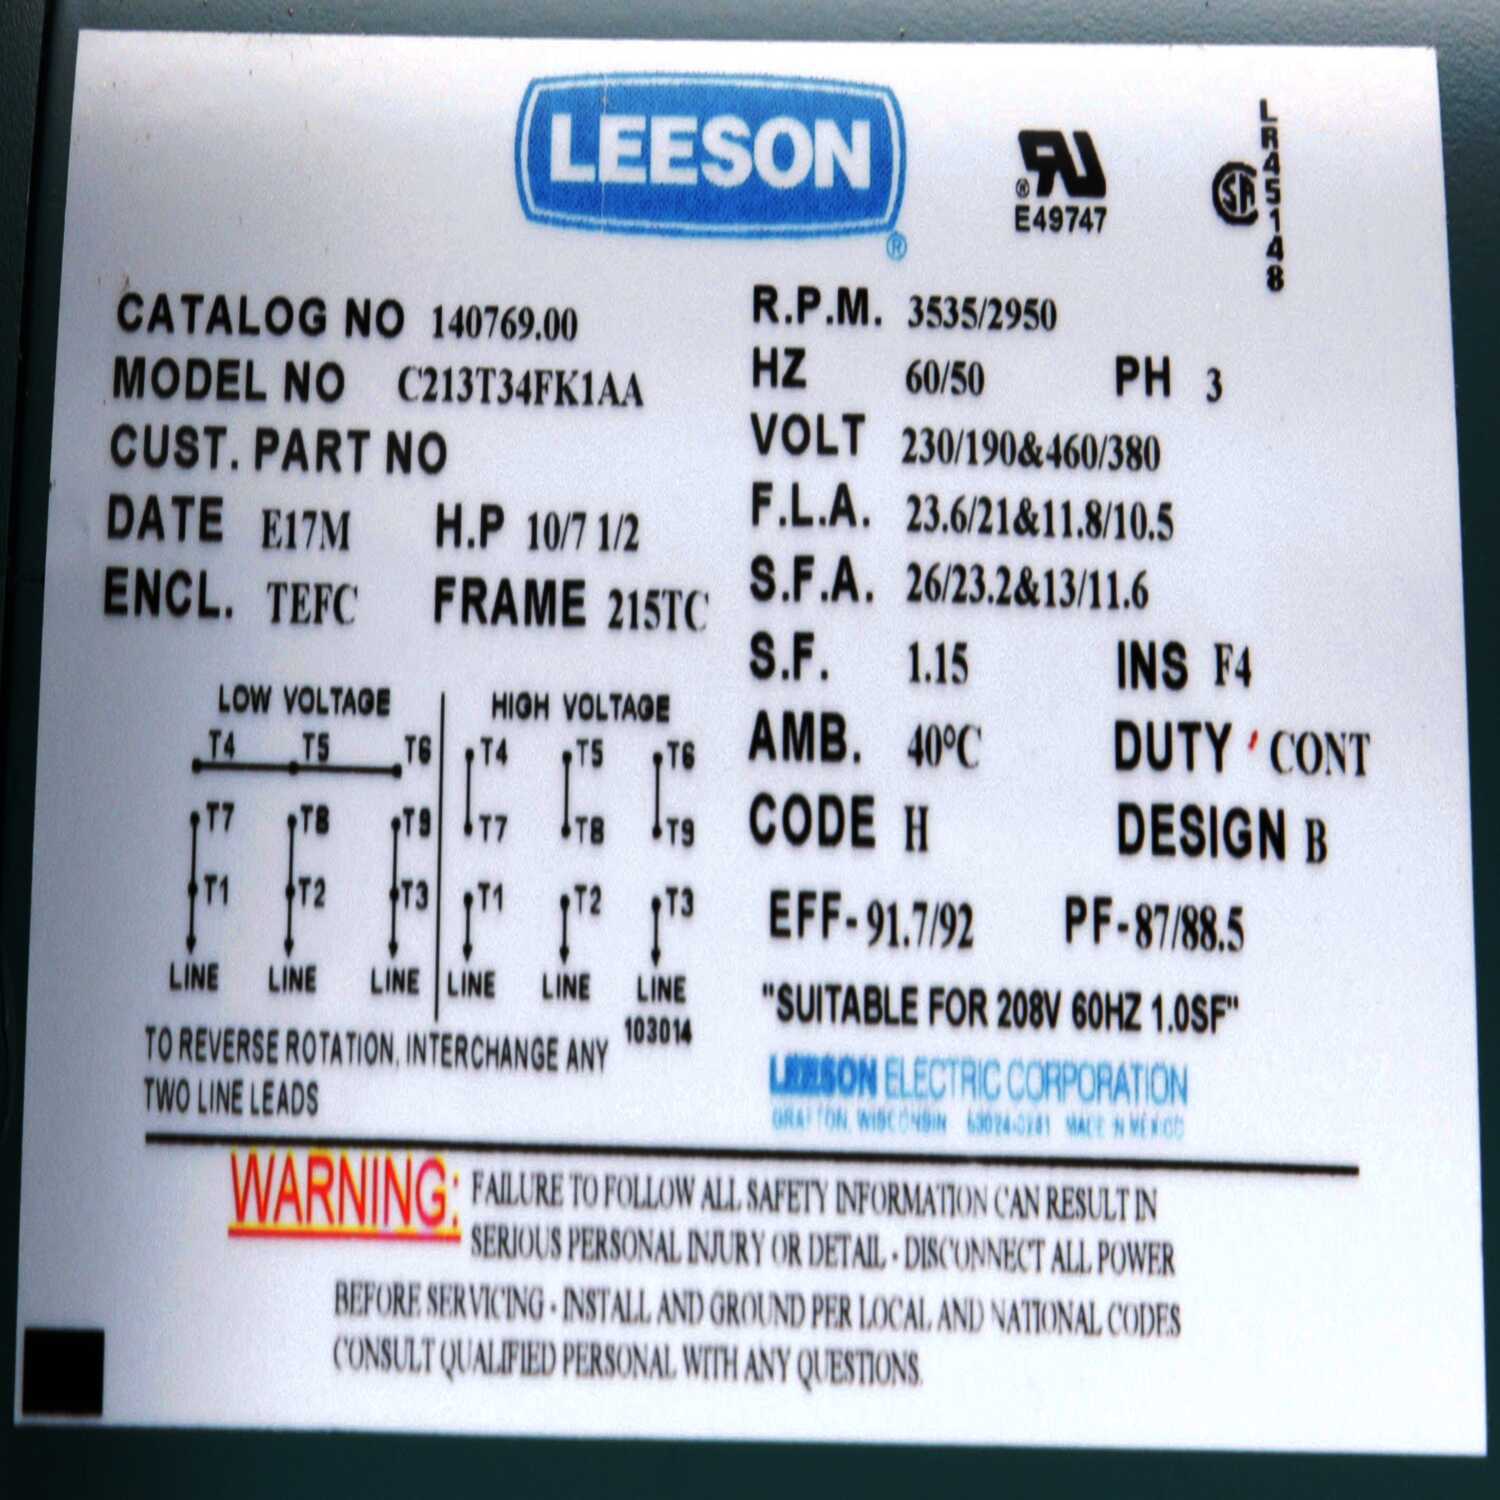 LEESON
®
® E49747
LR45148
CATALOG NO 140769.00
MODEL NO C213T34FK1AA
CUST. PART NO
DATE E17M H.P 10/7 1/2
ENCL. TEFC FRAME 215TC
R.P.M. 3535/2950
HZ 60/50 PH 3
VOLT 230/190&460/380
F.L.A. 23.6/21&11.8/10.5
S.F.A. 26/23.2&13/11.6
S.F. 1.15 INS F4
AMB. 40°C DUTY CONT
CODE H DESIGN B
EFF- 91.7/92 PF- 87/88.5
"SUITABLE FOR 208V 60HZ 1.0SF"
LOW VOLTAGE
T4 T5 T6
T7 T8 T9
T1 T2 T3
LINE LINE LINE
HIGH VOLTAGE
T4 T5 T6
T7 T8 T9
T1 T2 T3
LINE LINE LINE
103014
TO REVERSE ROTATION, INTERCHANGE ANY
TWO LINE LEADS
LEESON ELECTRIC CORPORATION
GRAFTON, WISCONSIN 53024-0241 MADE IN MEXICO
WARNING: FAILURE TO FOLLOW ALL SAFETY INFORMATION CAN RESULT IN
SERIOUS PERSONAL INJURY OR DETAIL - DISCONNECT ALL POWER
BEFORE SERVICING - INSTALL AND GROUND PER LOCAL AND NATIONAL CODES
CONSULT QUALIFIED PERSONAL WITH ANY QUESTIONS.